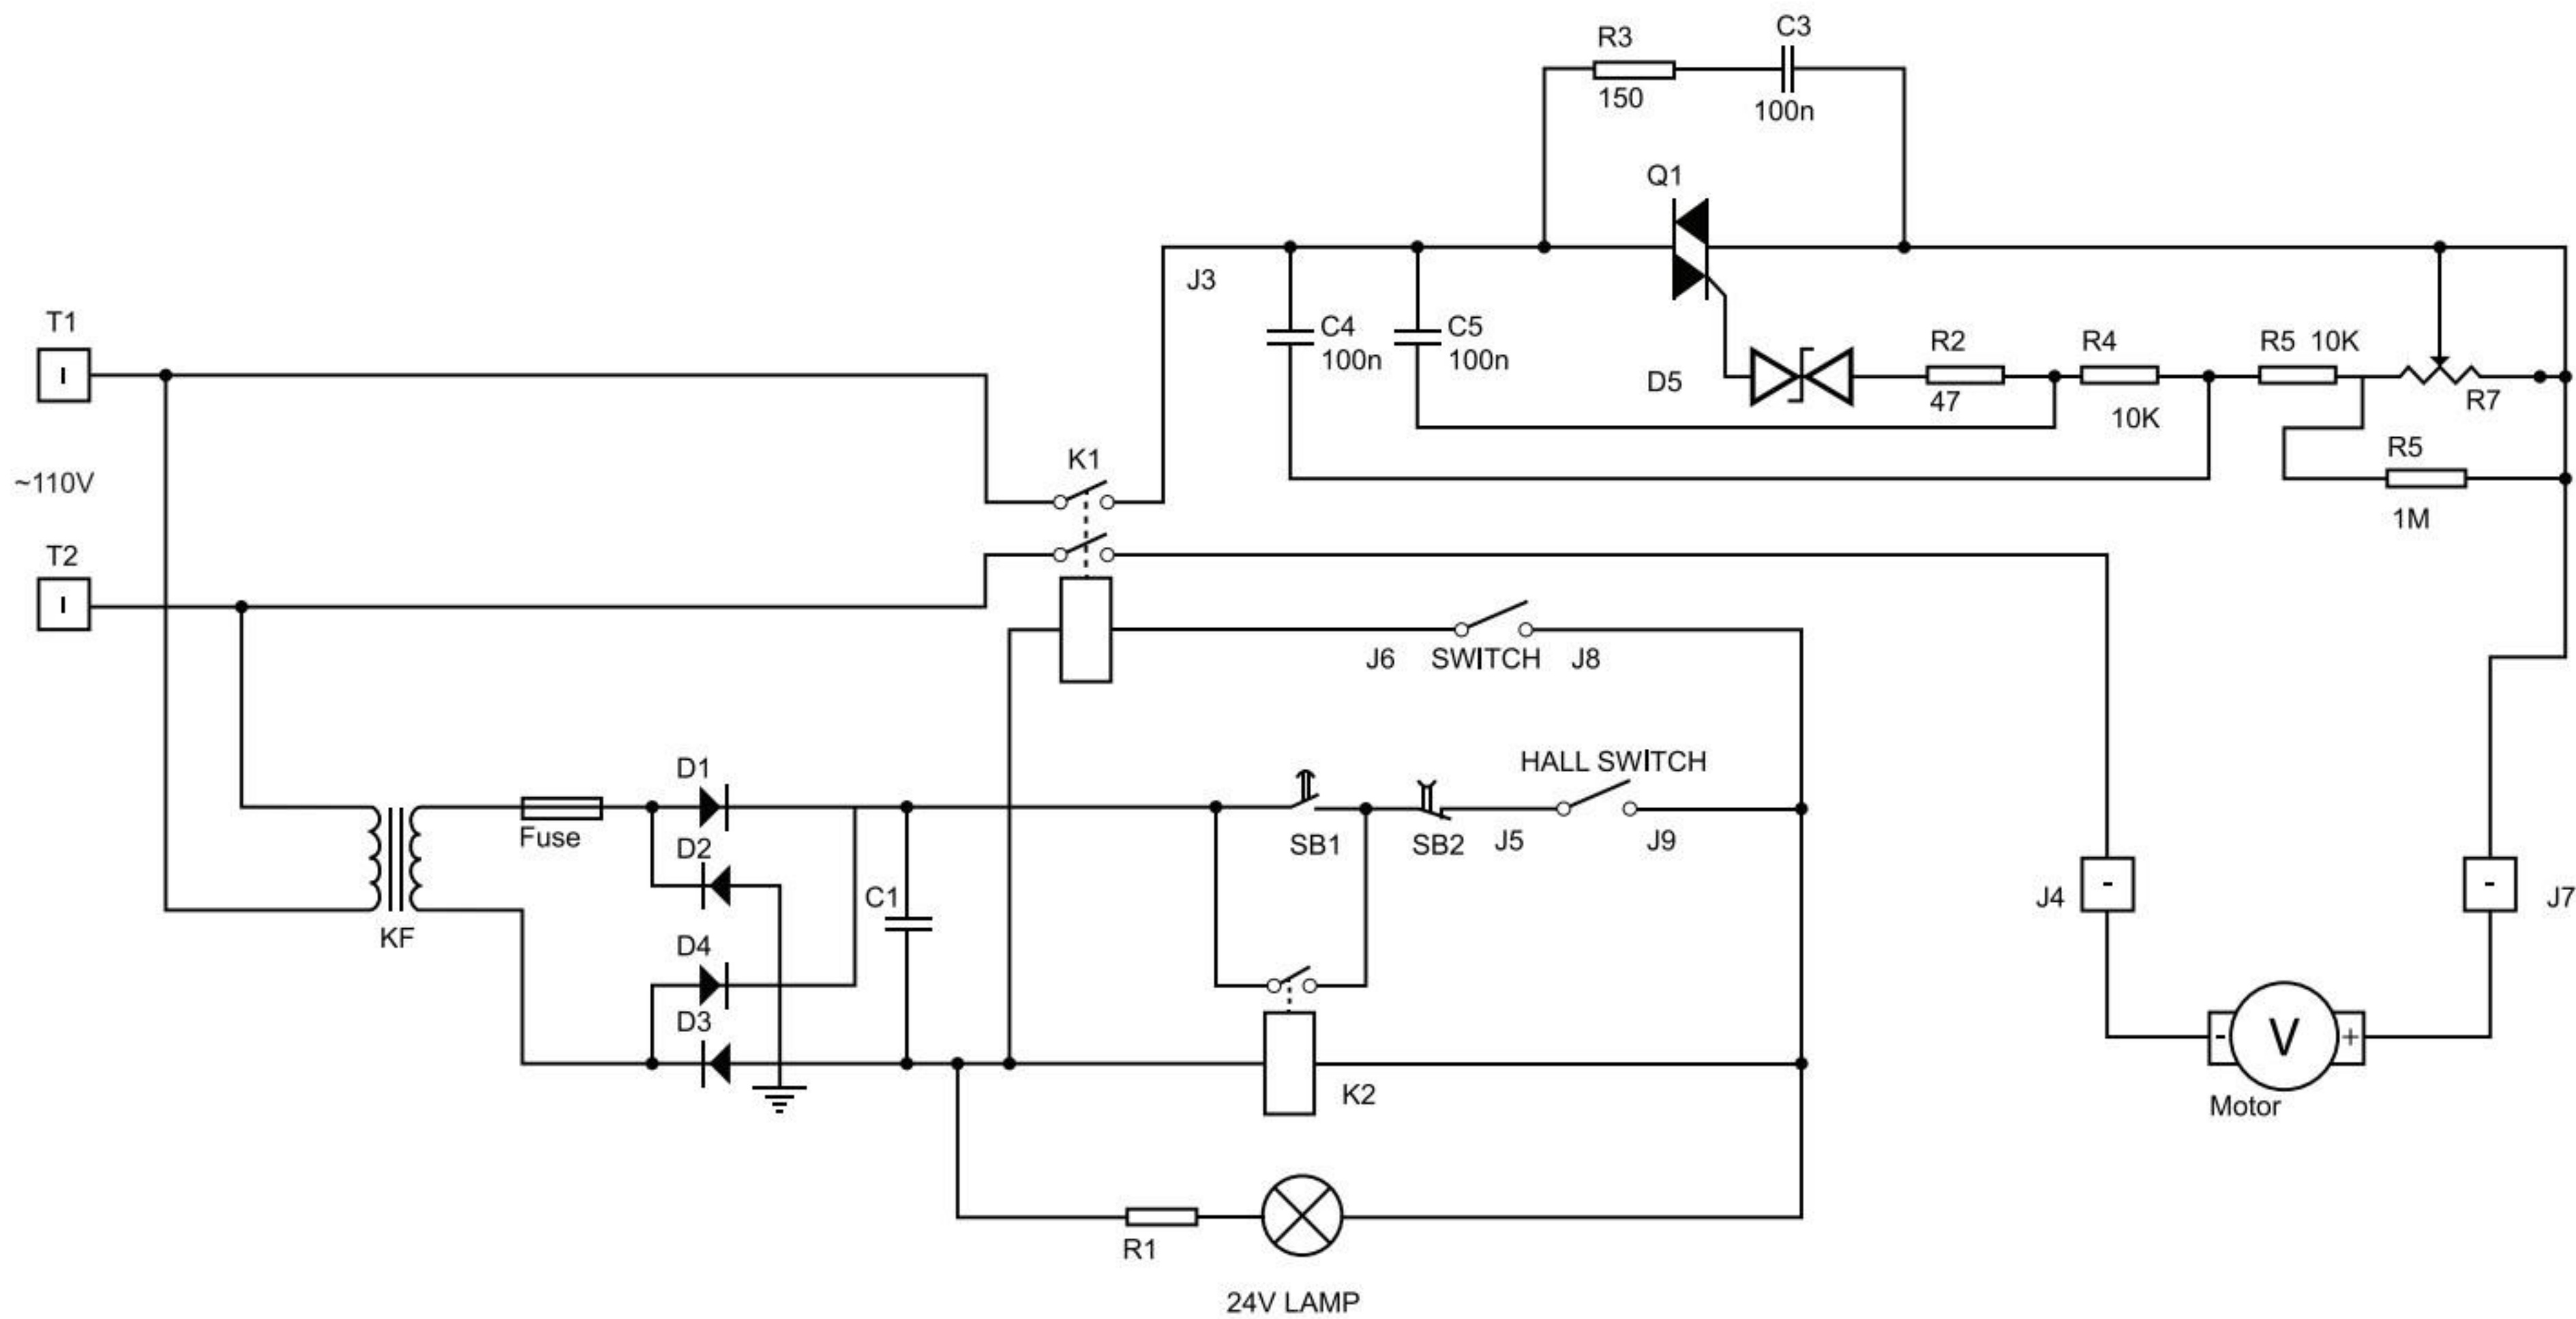 R3
C3
150
100n
Q1
J3
T1
I
C4
100n
C5
100n
D5
R2
47
R4
10K
R5 10K
R7
R5
1M
~110V
K1
T2
I
J6 SWITCH J8
HALL SWITCH
D1
Fuse
D2
SB1
SB2
J5
J9
C1
KF
D4
D3
J4
-
-
J7
K2
-
V
+
Motor
R1
24V LAMP